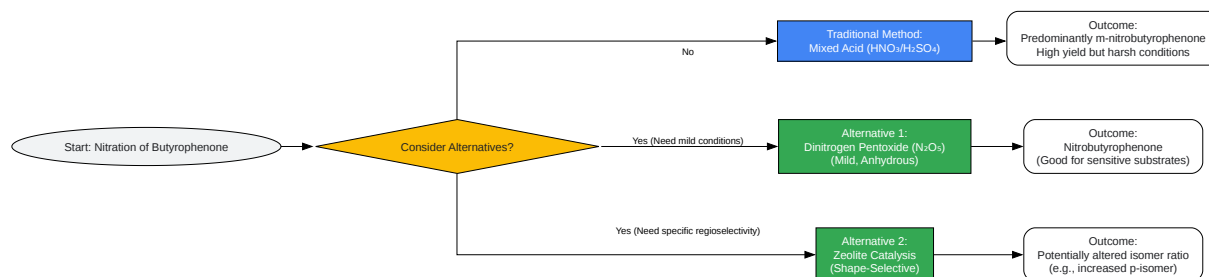 Start: Nitration of Butyrophenone
Consider Alternatives?
No
Traditional Method:
Mixed Acid (HNO₃/H₂SO₄)
Outcome:
Predominantly m-nitrobutyrophenone
High yield but harsh conditions
Yes (Need mild conditions)
Alternative 1:
Dinitrogen Pentoxide (N₂O₅)
(Mild, Anhydrous)
Outcome:
Nitrobutyrophenone
(Good for sensitive substrates)
Yes (Need specific regioselectivity)
Alternative 2:
Zeolite Catalysis
(Shape-Selective)
Outcome:
Potentially altered isomer ratio
(e.g., increased p-isomer)